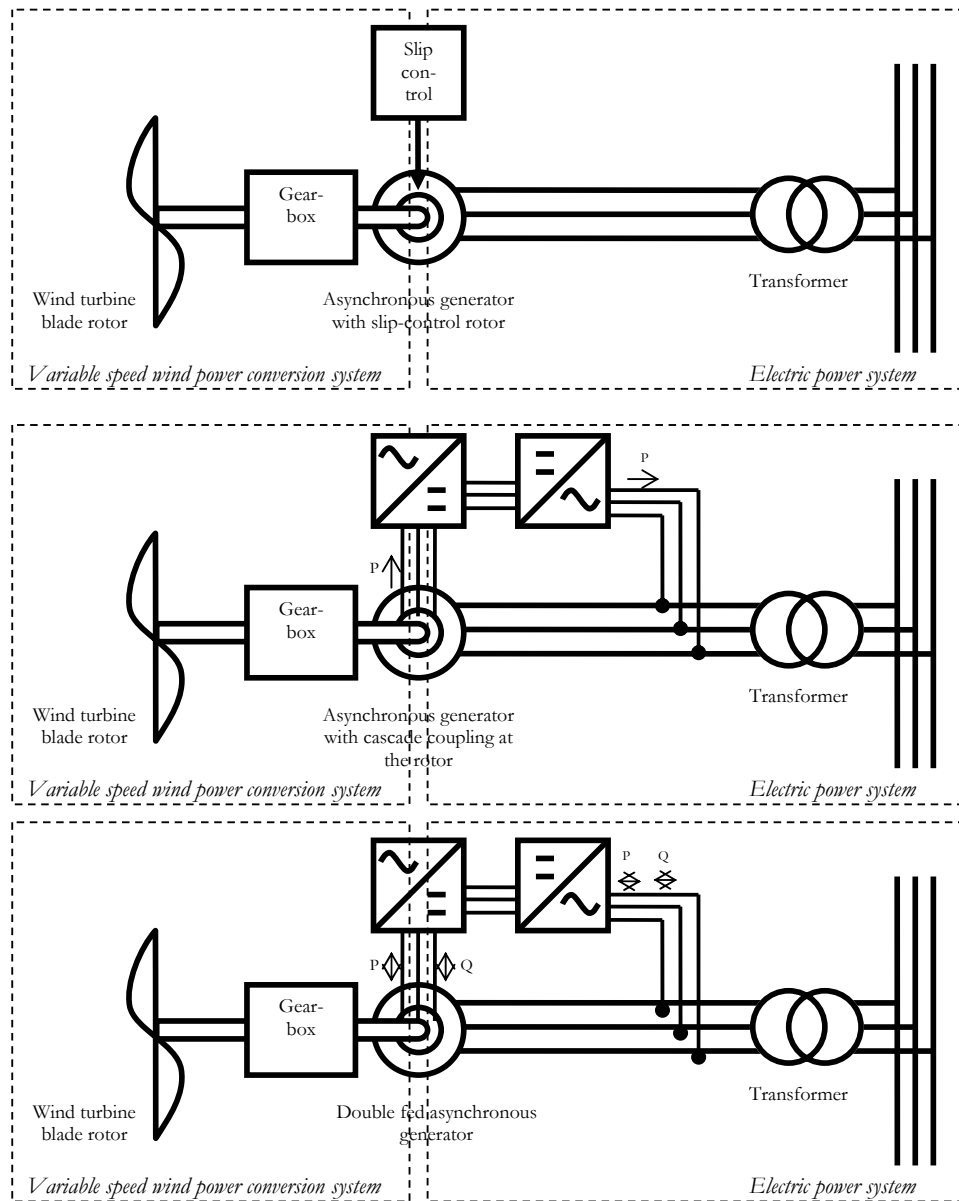 Slip
con-
trol
Gear-
box
Transformer
Wind turbine
blade rotor
Asynchronous generator
with slip-control rotor
Variable speed wind power conversion system
Electric power system
P
P
Gear-
box
Transformer
Wind turbine
blade rotor
Asynchronous generator
with cascade coupling at
the rotor
Variable speed wind power conversion system
Electric power system
P
Q
P
Q
Gear-
box
Transformer
Wind turbine
blade rotor
Double fed asynchronous
generator
Variable speed wind power conversion system
Electric power system